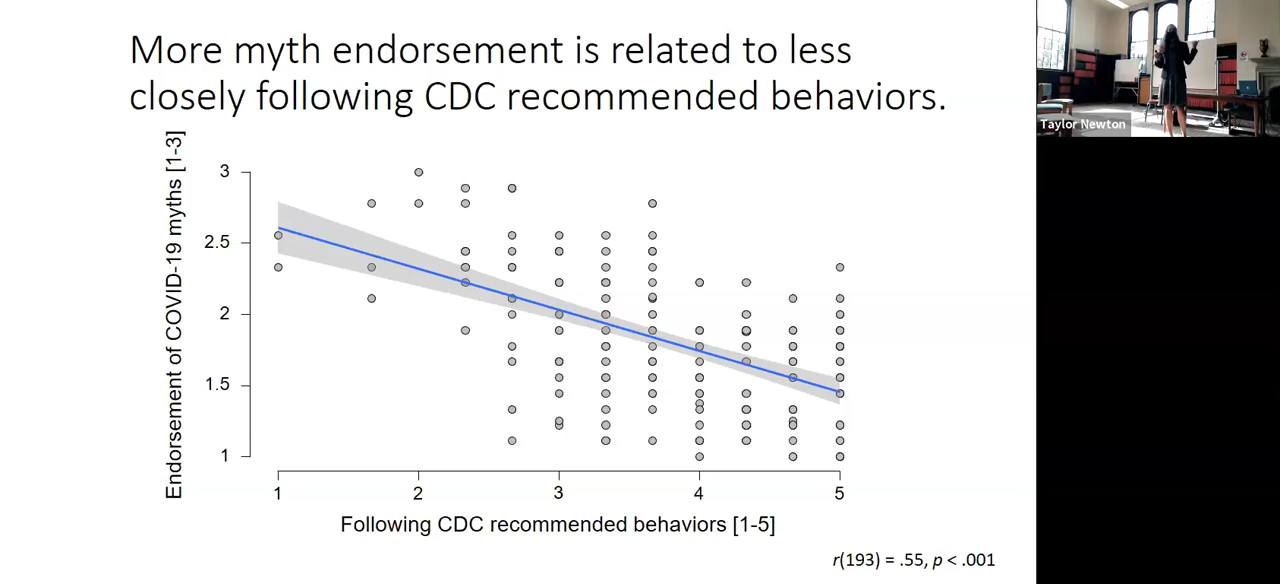 More myth endorsement is related to less
closely following CDC recommended behaviors.
Taylor Newton
Endorsement of COVID-19 myths [1-3]
3
2.5
2
1.5
1
1 2 3 4 5
Following CDC recommended behaviors [1-5]
r(193) = .55, p < .001